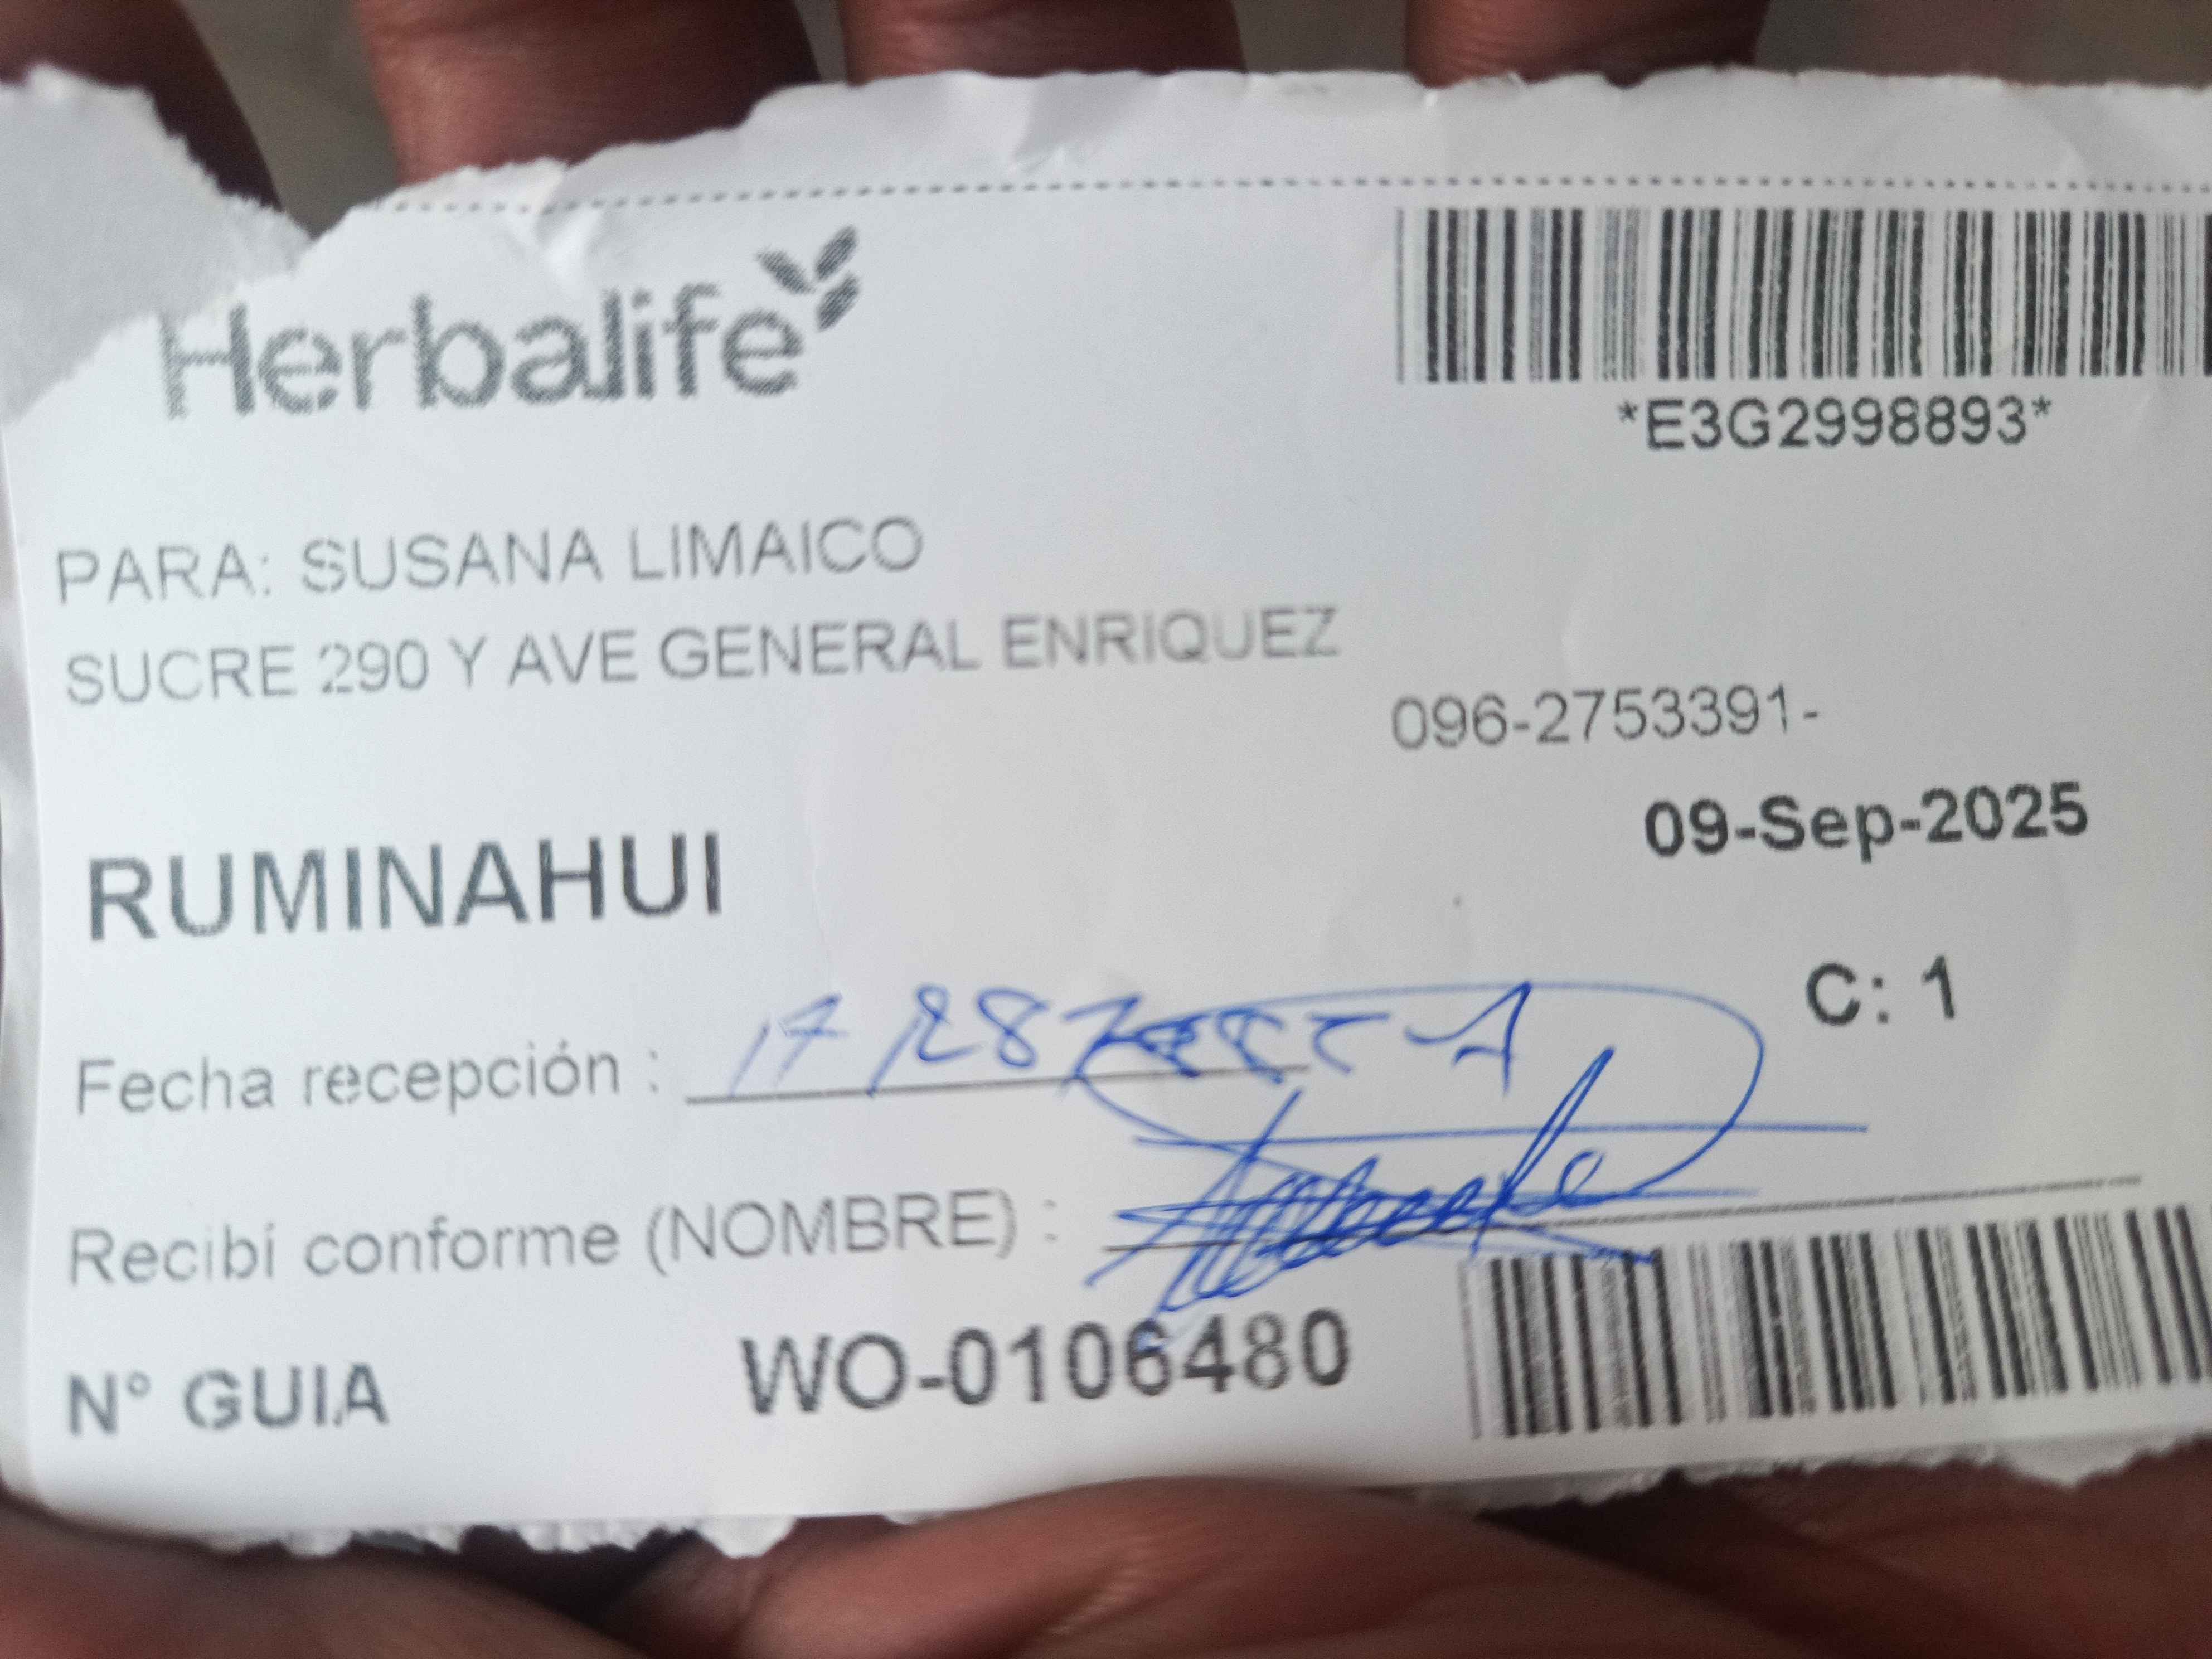 Herbalife
*E3G2998893*
PARA: SUSANA LIMAICO
SUCRE 290 Y AVE GENERAL ENRIQUEZ
096-2753391-
09-Sep-2025
RUMINAHUI
C: 1
Fecha recepción :
Recibí conforme (NOMBRE) :
N° GUIA WO-0106480